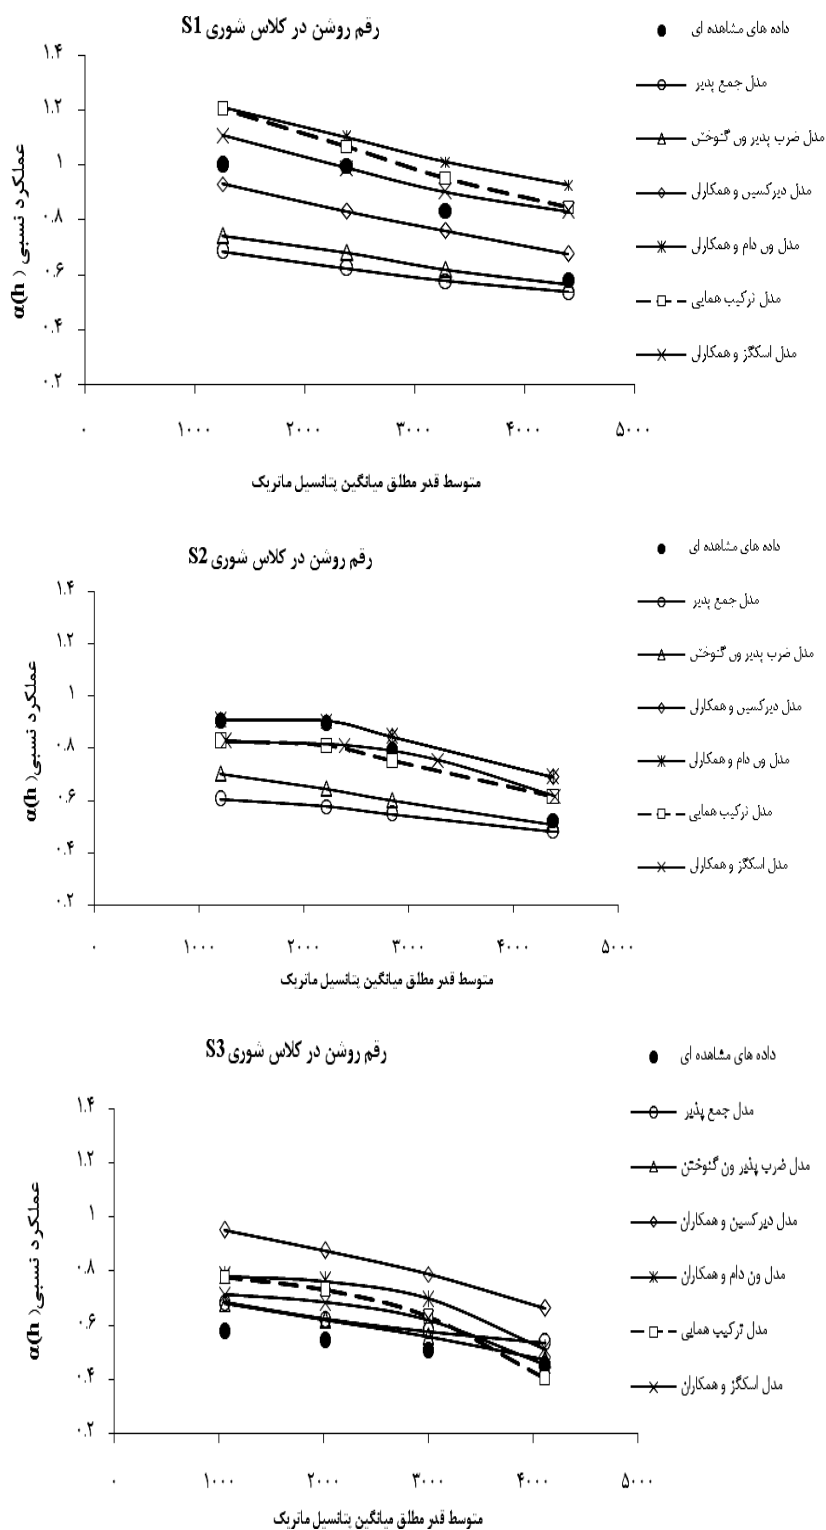 رقم روشن در کلاس شوری S1
عملکرد نسبی ( α(h
۱.۴
۱.۲
۱
۰.۸
۰.۶
۰.۴
۰.۲
۰ ۱۰۰۰ ۲۰۰۰ ۳۰۰۰ ۴۰۰۰ ۵۰۰۰
متوسط قدر مطلق میانگین پتانسیل ماتریک
داده های مشاهده ای
مدل جمع پدیر
مدل ضرب پدیر ون گنوختن
مدل دیرکسین و همکاران
مدل ون دام و همکاران
مدل ترکیب همایی
مدل اسکگز و همکاران
رقم روشن در کلاس شوری S2
عملکرد نسبی ( α(h
۱.۴
۱.۲
۱
۰.۸
۰.۶
۰.۴
۰.۲
۰ ۱۰۰۰ ۲۰۰۰ ۳۰۰۰ ۴۰۰۰ ۵۰۰۰
متوسط قدر مطلق میانگین پتانسیل ماتریک
داده های مشاهده ای
مدل جمع پدیر
مدل ضرب پدیر ون گنوختن
مدل دیرکسین و همکاران
مدل ون دام و همکاران
مدل ترکیب همایی
مدل اسکگز و همکاران
رقم روشن در کلاس شوری S3
عملکرد نسبی ( α(h
۱.۴
۱.۲
۱
۰.۸
۰.۶
۰.۴
۰.۲
۰ ۱۰۰۰ ۲۰۰۰ ۳۰۰۰ ۴۰۰۰ ۵۰۰۰
متوسط قدر مطلق میانگین پتانسیل ماتریک
داده های مشاهده ای
مدل جمع پذیر
مدل ضرب پذیر ون گنوختن
مدل دیرکسین و همکاران
مدل ون دام و همکاران
مدل ترکیب همایی
مدل اسکگز و همکاران